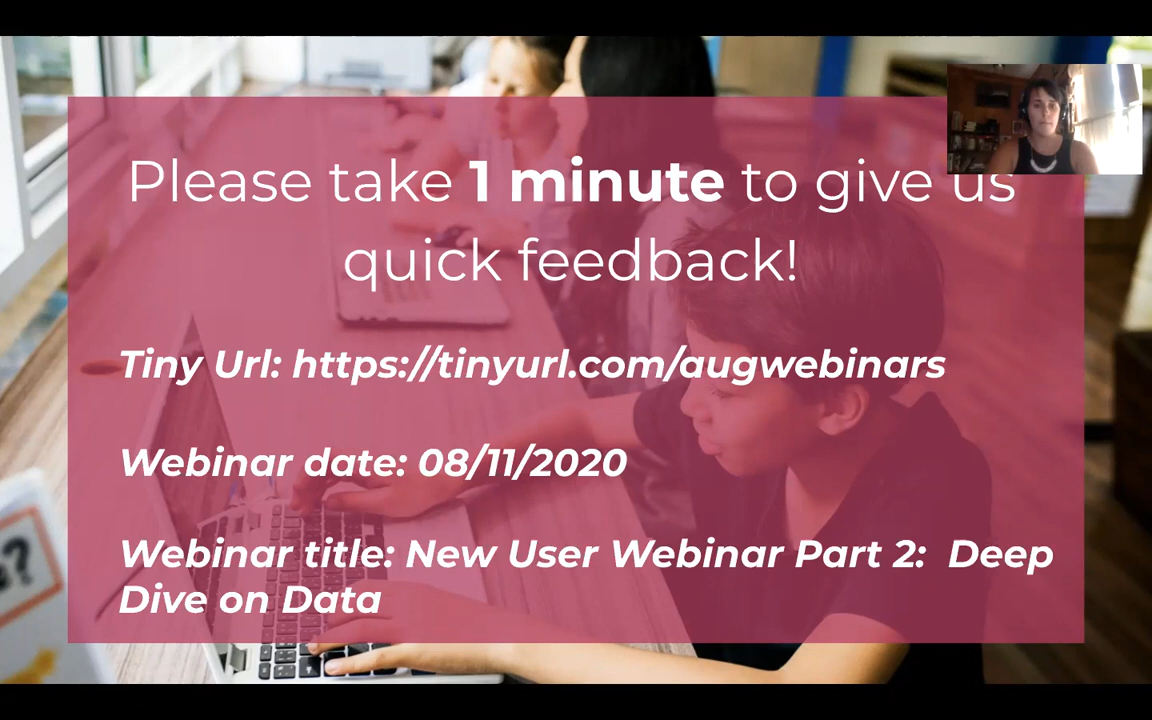 Please take 1 minute to give us
quick feedback!
Tiny Url: https://tinyurl.com/augwebinars
Webinar date: 08/11/2020
Webinar title: New User Webinar Part 2:  Deep
Dive on Data